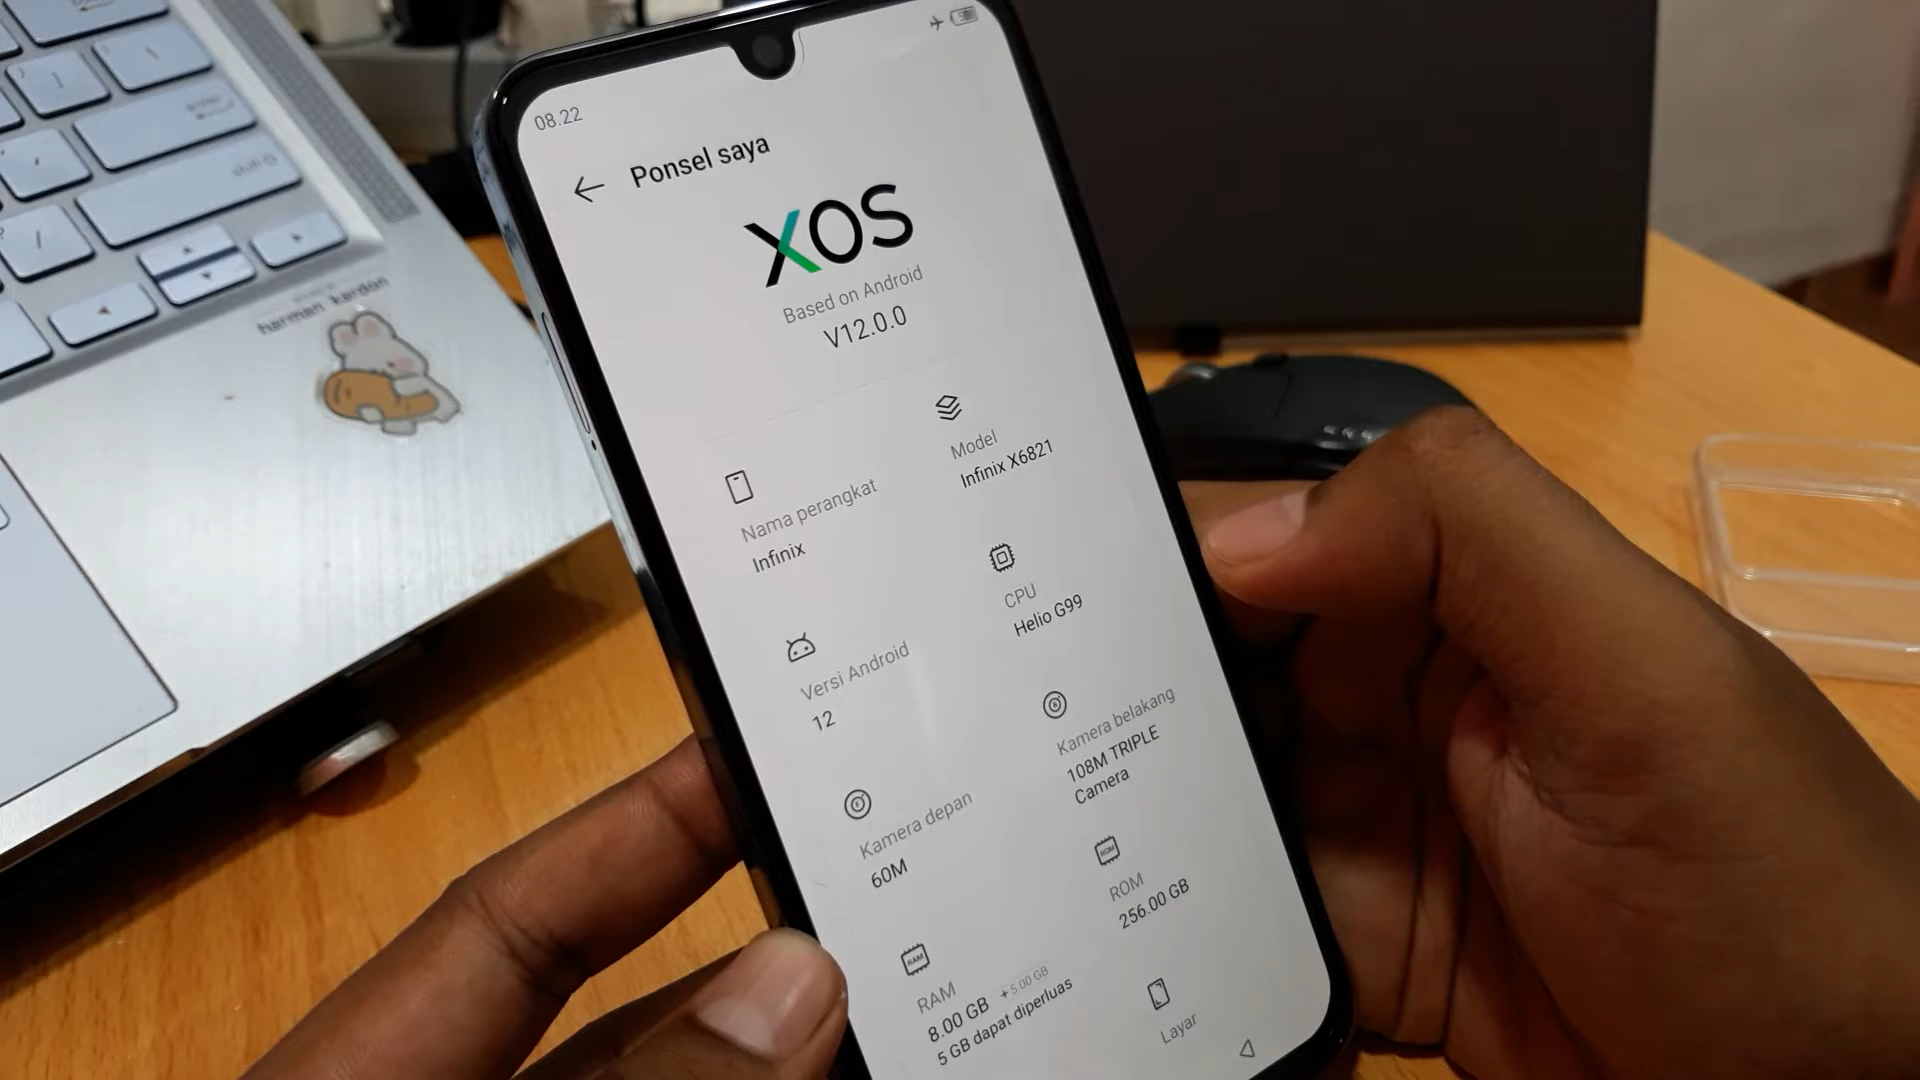 08.22
Ponsel saya
XOS
Based on Android
V12.0.0
Nama perangkat
Infinix
Model
Infinix X6821
Versi Android
12
CPU
Helio G99
Kamera depan
60M
Kamera belakang
108M TRIPLE
Camera
RAM
8.00 GB + 5.00 GB
5 GB dapat diperluas
ROM
256.00 GB
Layar
harman kardon
enter
shift